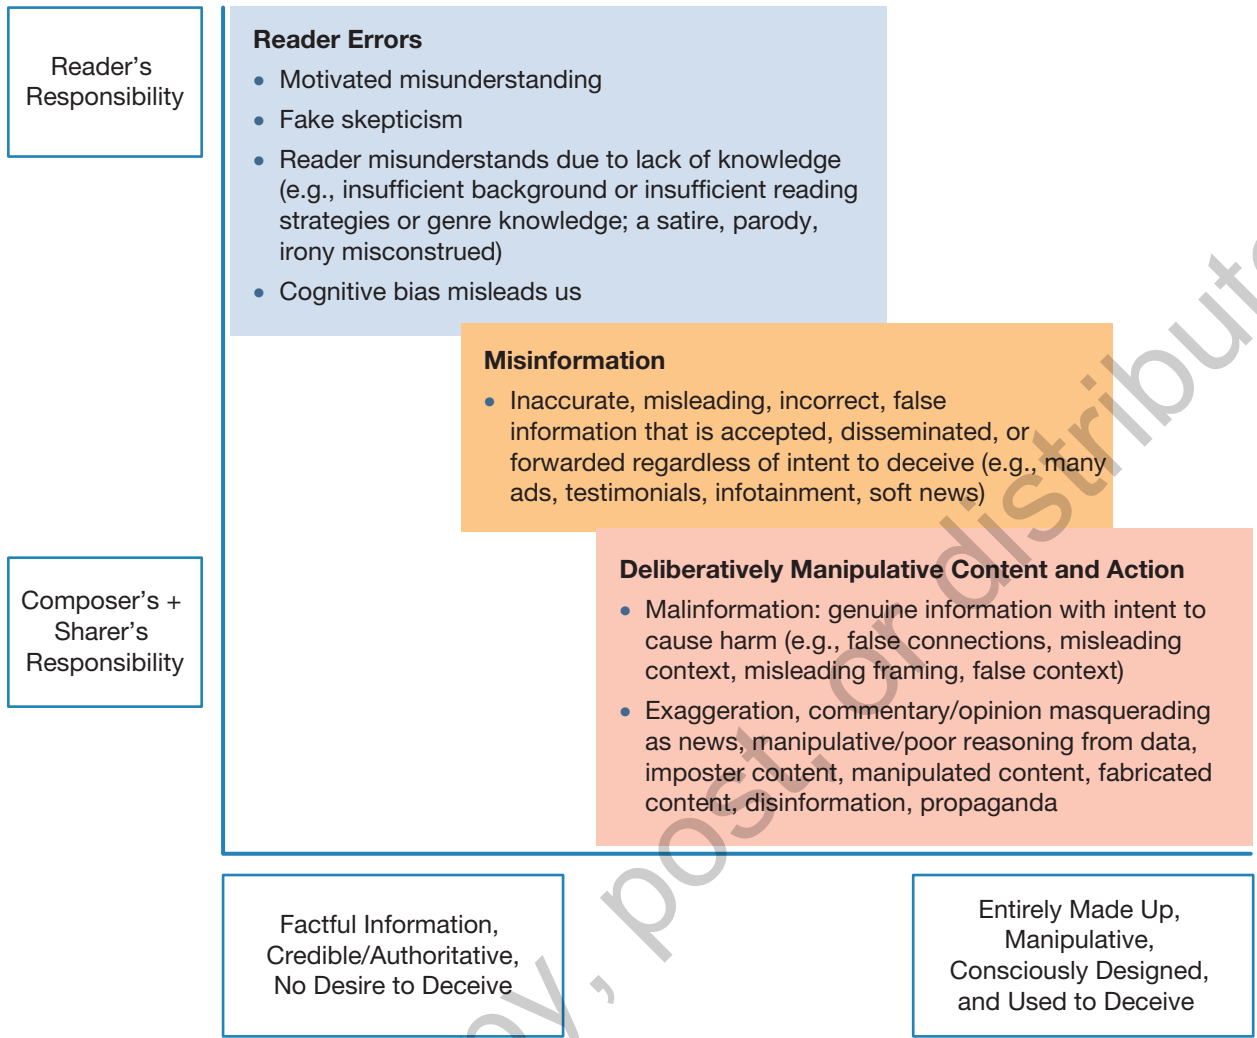 Reader's
Responsibility
Reader Errors
• Motivated misunderstanding
• Fake skepticism
• Reader misunderstands due to lack of knowledge
(e.g., insufficient background or insufficient reading
strategies or genre knowledge; a satire, parody,
irony misconstrued)
• Cognitive bias misleads us
Misinformation
• Inaccurate, misleading, incorrect, false
information that is accepted, disseminated, or
forwarded regardless of intent to deceive (e.g., many
ads, testimonials, infotainment, soft news)
Composer's +
Sharer's
Responsibility
Deliberatively Manipulative Content and Action
• Malinformation: genuine information with intent to
cause harm (e.g., false connections, misleading
context, misleading framing, false context)
• Exaggeration, commentary/opinion masquerading
as news, manipulative/poor reasoning from data,
imposter content, manipulated content, fabricated
content, disinformation, propaganda
Factful Information,
Credible/Authoritative,
No Desire to Deceive
Entirely Made Up,
Manipulative,
Consciously Designed,
and Used to Deceive
post, or